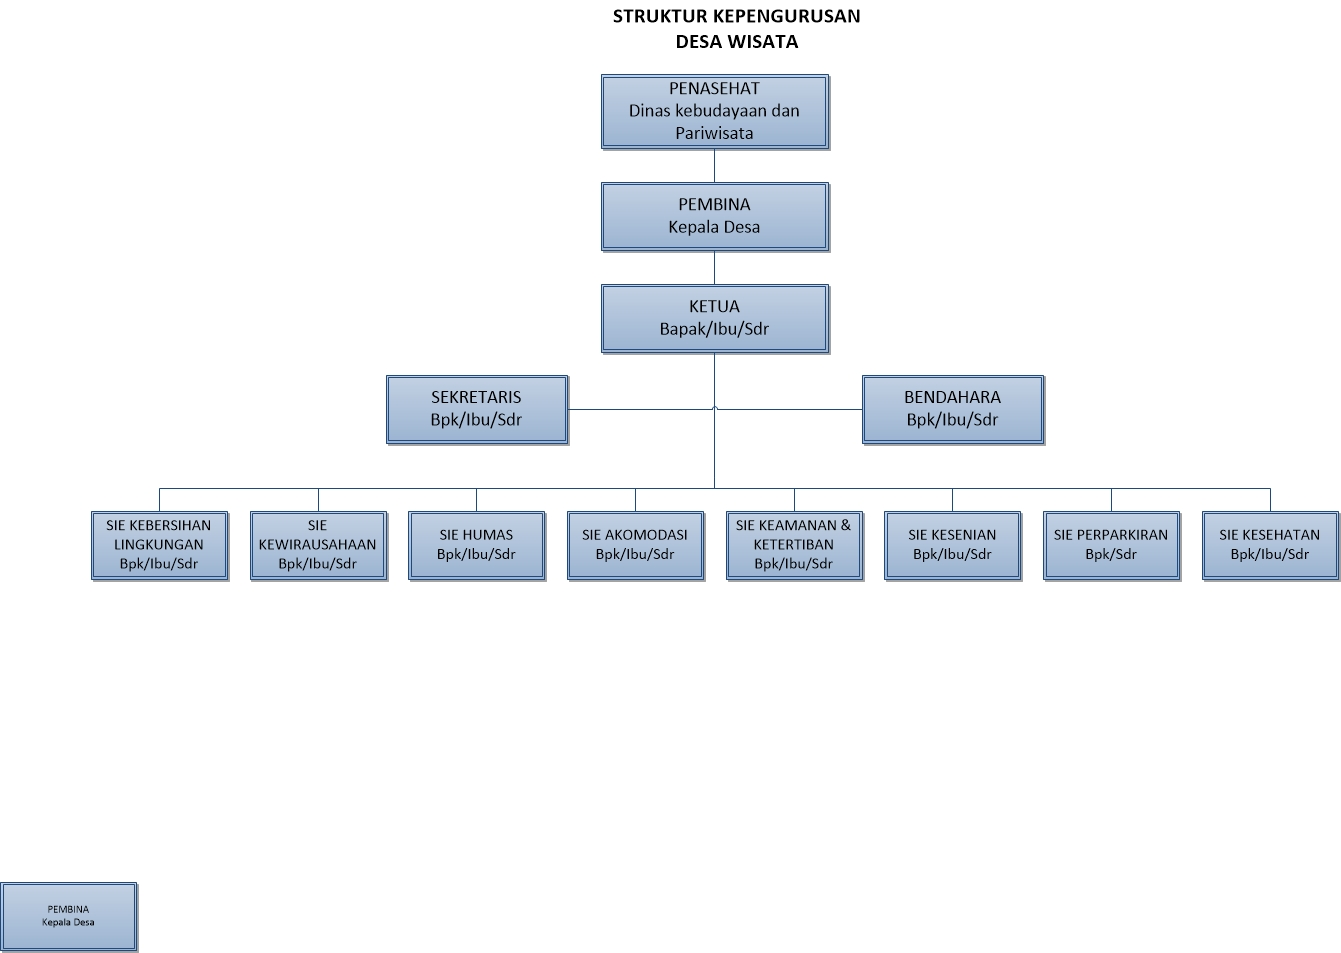 STRUKTUR KEPENGURUSAN
DESA WISATA
PENASEHAT
Dinas kebudayaan dan
Pariwisata
PEMBINA
Kepala Desa
KETUA
Bapak/Ibu/Sdr
SEKRETARIS
Bpk/Ibu/Sdr
BENDAHARA
Bpk/Ibu/Sdr
SIE KEBERSIHAN
LINGKUNGAN
Bpk/Ibu/Sdr
SIE
KEWIRAUSAHAAN
Bpk/Ibu/Sdr
SIE HUMAS
Bpk/Ibu/Sdr
SIE AKOMODASI
Bpk/Ibu/Sdr
SIE KEAMANAN &
KETERTIBAN
Bpk/Ibu/Sdr
SIE KESENIAN
Bpk/Ibu/Sdr
SIE PERPARKIRAN
Bpk/Sdr
SIE KESEHATAN
Bpk/Ibu/Sdr
PEMBINA
Kepala Desa